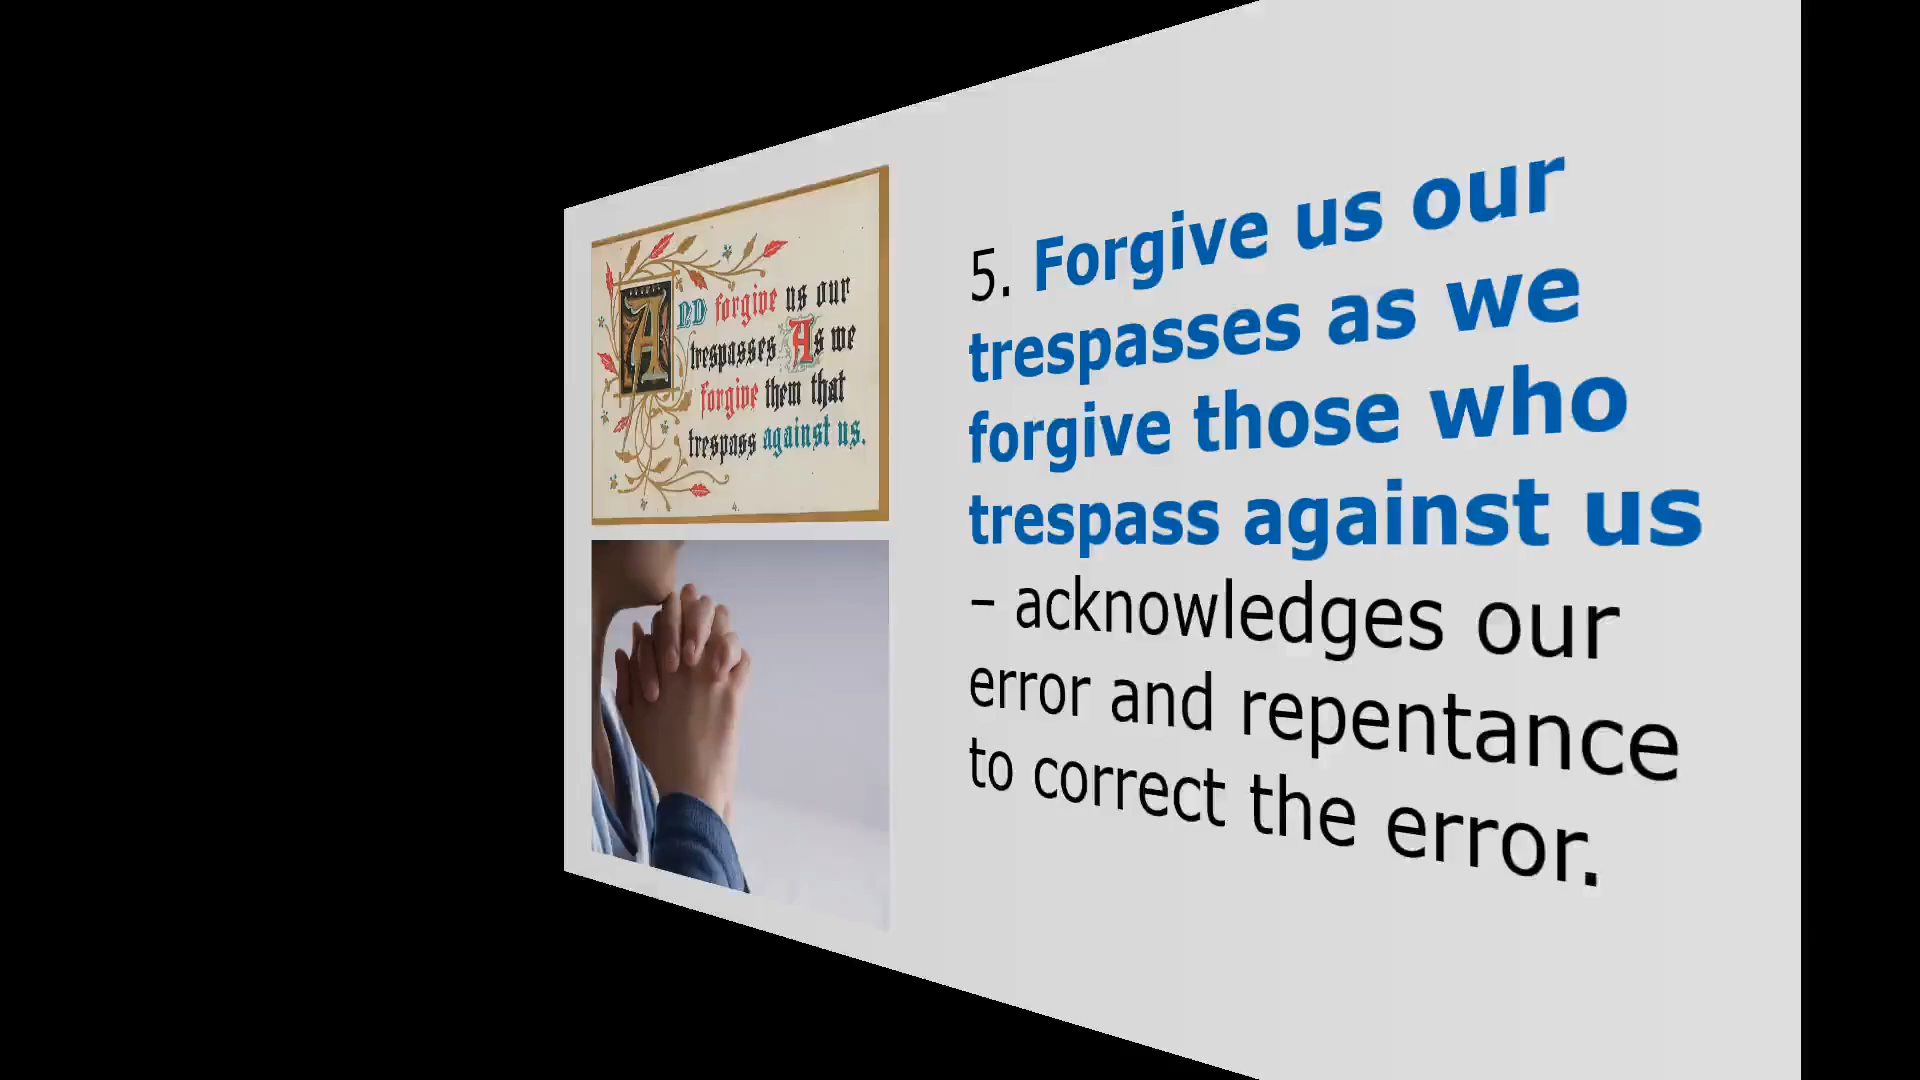 AND forgive us our
trespasses As we
forgive them that
trespass against us.
5. Forgive us our
trespasses as we
forgive those who
trespass against us
– acknowledges our
error and repentance
to correct the error.